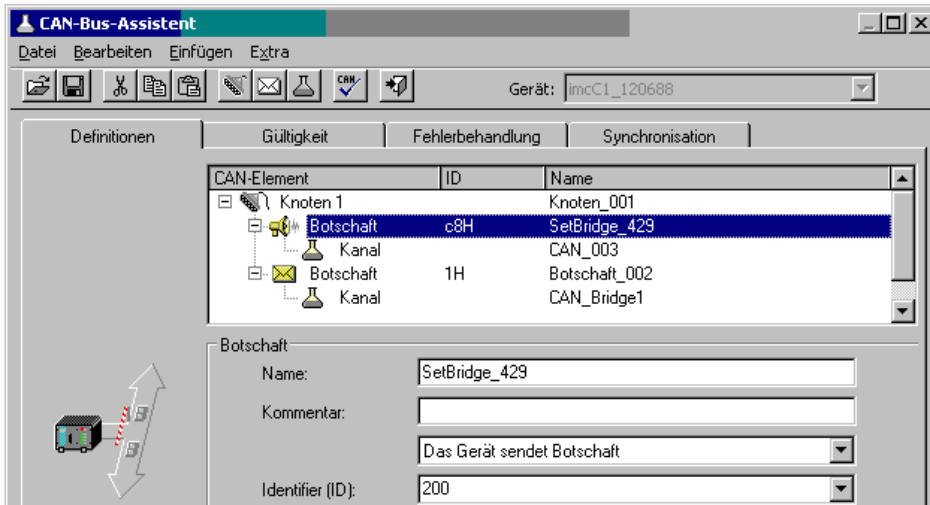 CAN-Bus-Assistent
Datei Bearbeiten Einfügen Extra
CAN Gerät: imcC1_120688
Definitionen Gültigkeit Fehlerbehandlung Synchronisation
CAN-Element ID Name
Knoten 1 Knoten_001
Botschaft c8H SetBridge_429
Kanal CAN_003
Botschaft 1H Botschaft_002
Kanal CAN_Bridge1
Botschaft
Name: SetBridge_429
Kommentar:
Das Gerät sendet Botschaft
Identifier (ID): 200